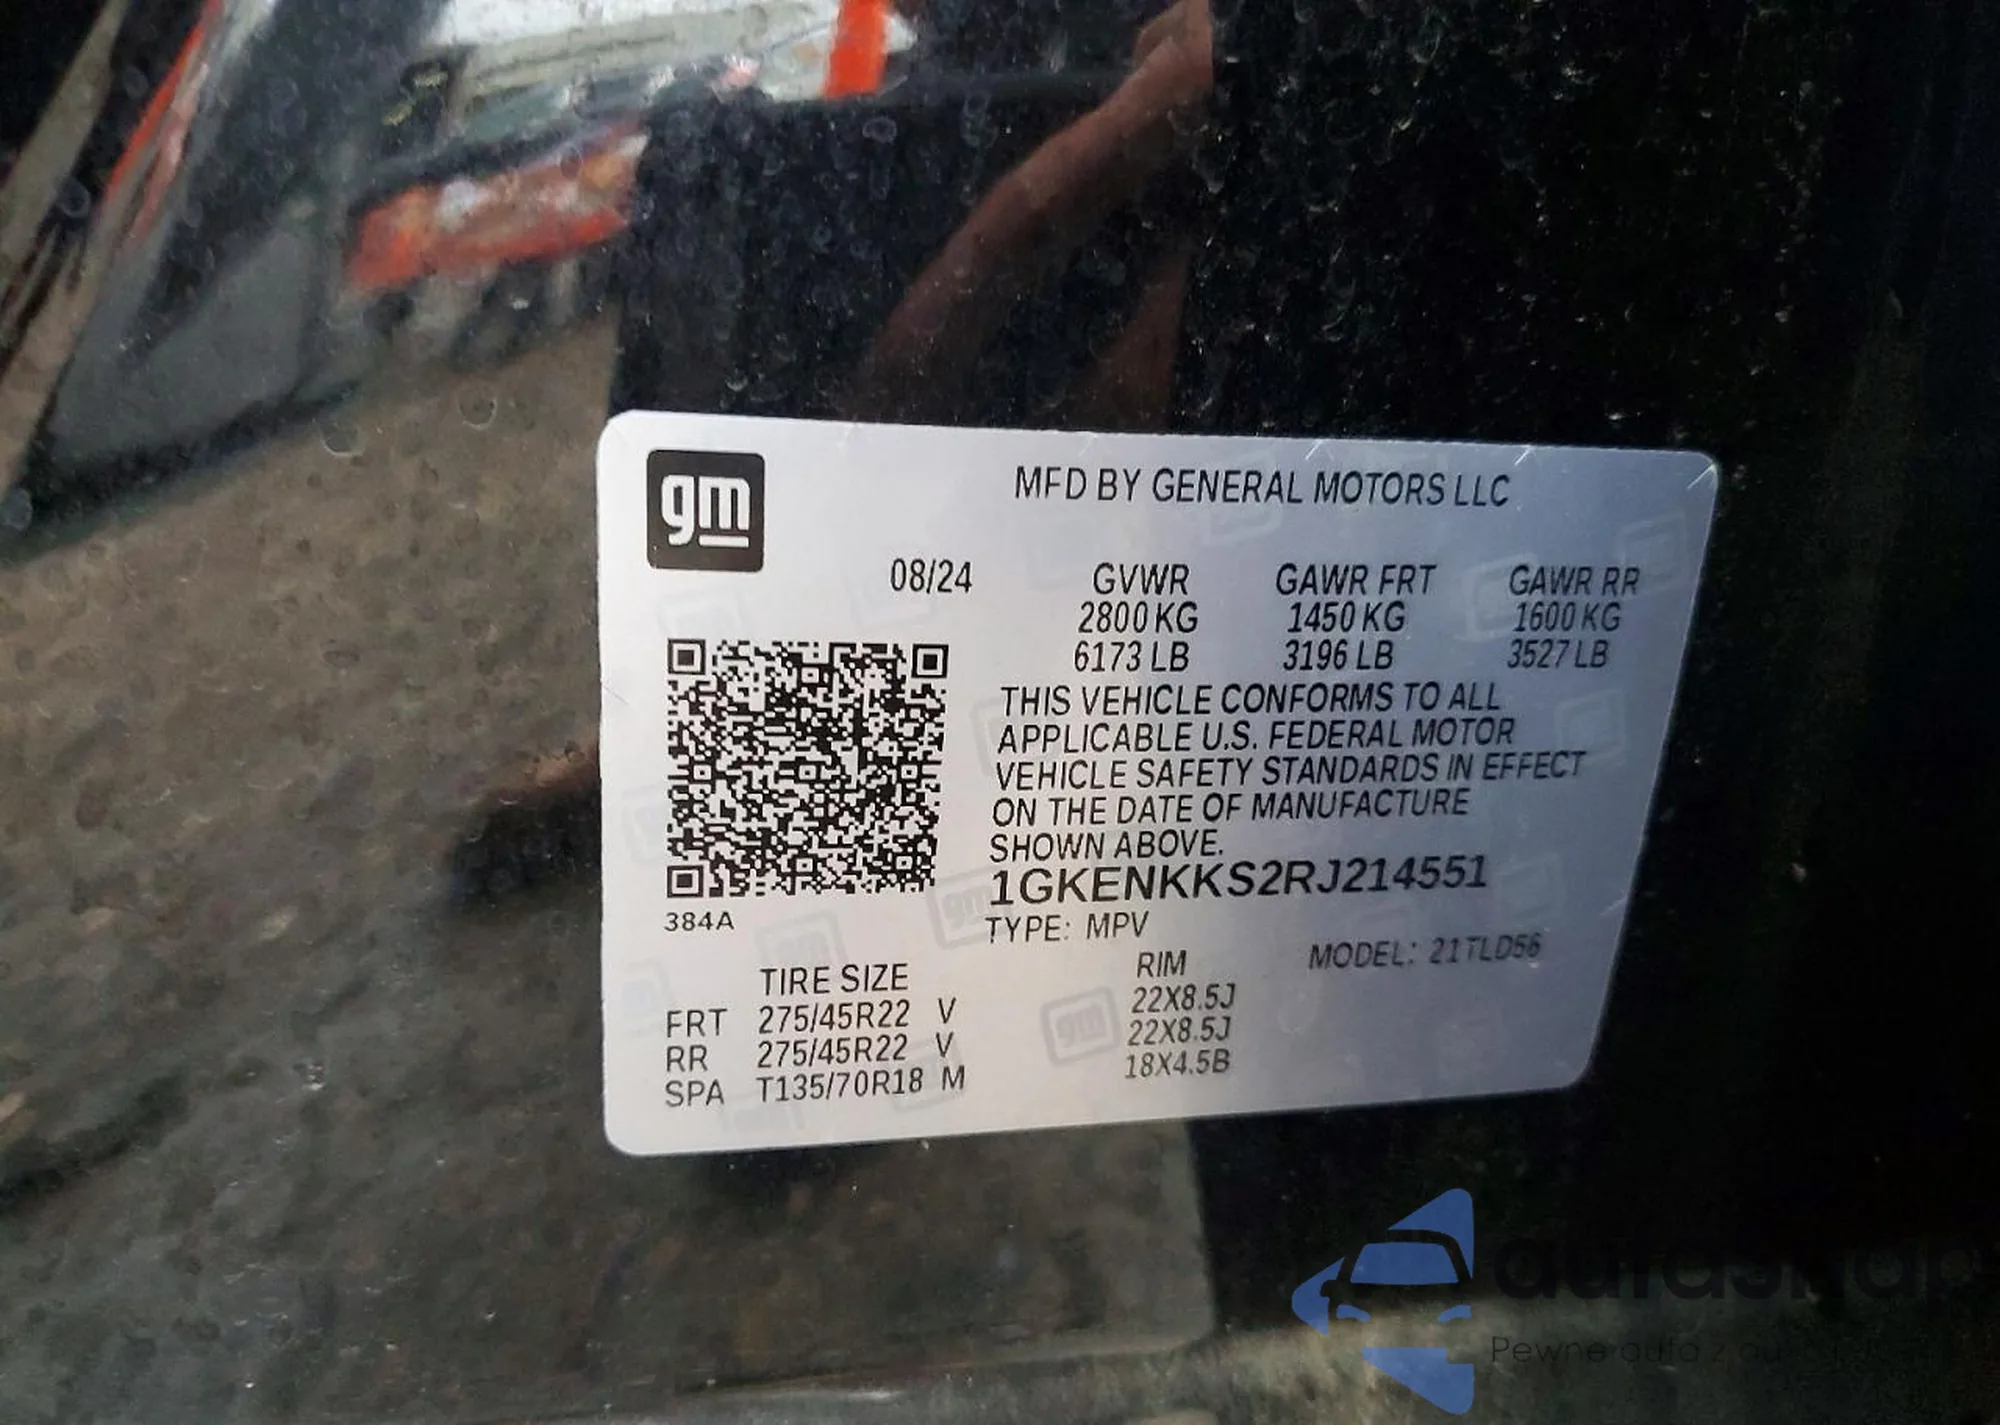 gm
MFD BY GENERAL MOTORS LLC
08/24 GVWR GAWR FRT GAWR RR
2800 KG 1450 KG 1600 KG
6173 LB 3196 LB 3527 LB
THIS VEHICLE CONFORMS TO ALL
APPLICABLE U.S. FEDERAL MOTOR
VEHICLE SAFETY STANDARDS IN EFFECT
ON THE DATE OF MANUFACTURE
SHOWN ABOVE.
1GKENKKS2RJ214551
384A
TYPE: MPV
MODEL: 21TLD56
TIRE SIZE RIM
FRT 275/45R22 V 22X8.5J
RR 275/45R22 V 22X8.5J
SPA T135/70R18 M 18X4.5B
Pewne auta z